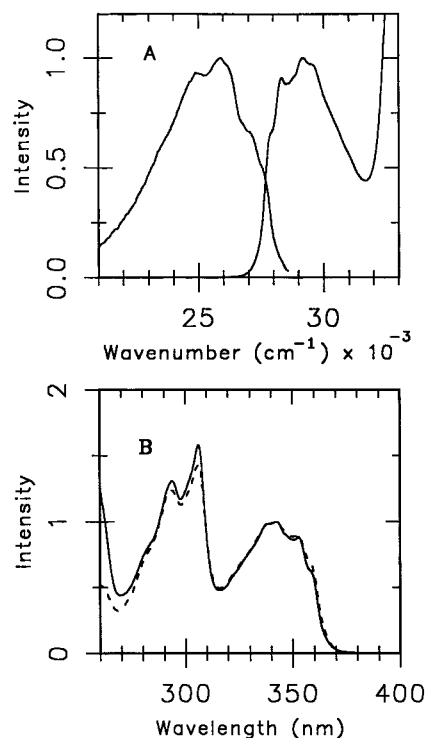 A
Intensity
1.0
0.5
0.0
25
30
Wavenumber (cm⁻¹) × 10⁻³
B
Intensity
2
1
0
300
350
400
Wavelength (nm)